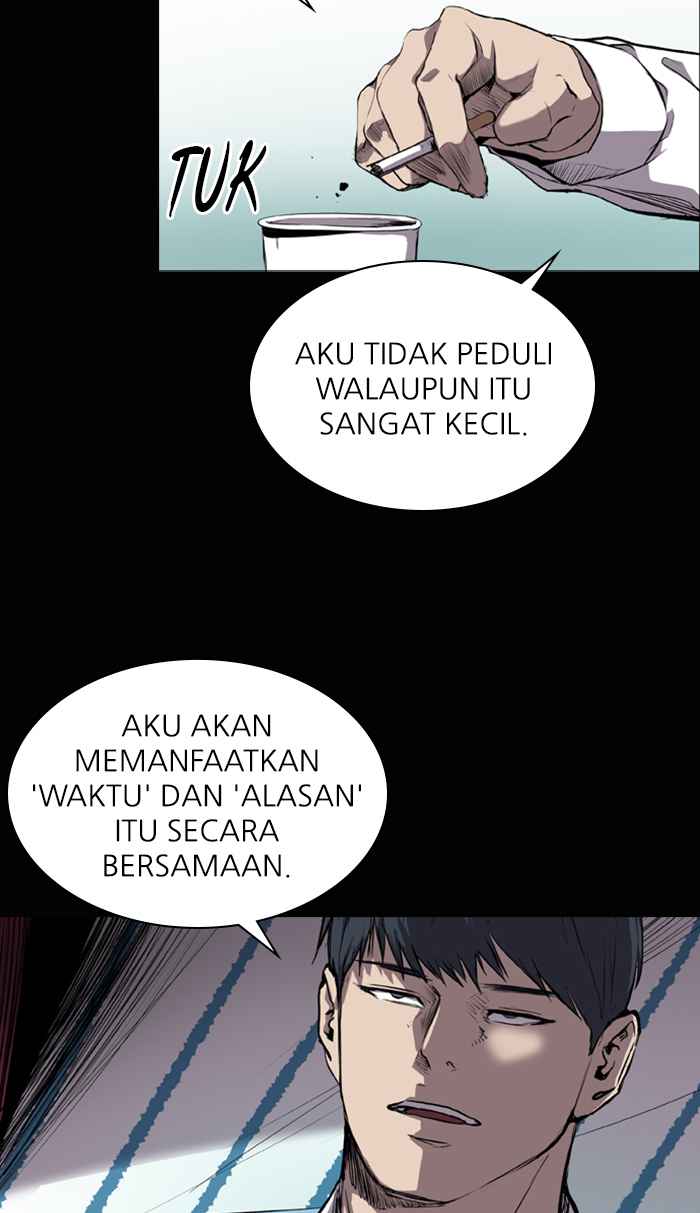 TUK
AKU TIDAK PEDULI
WALAUPUN ITU
SANGAT KECIL.
AKU AKAN
MEMANFAATKAN
'WAKTU' DAN 'ALASAN'
ITU SECARA
BERSAMAAN.